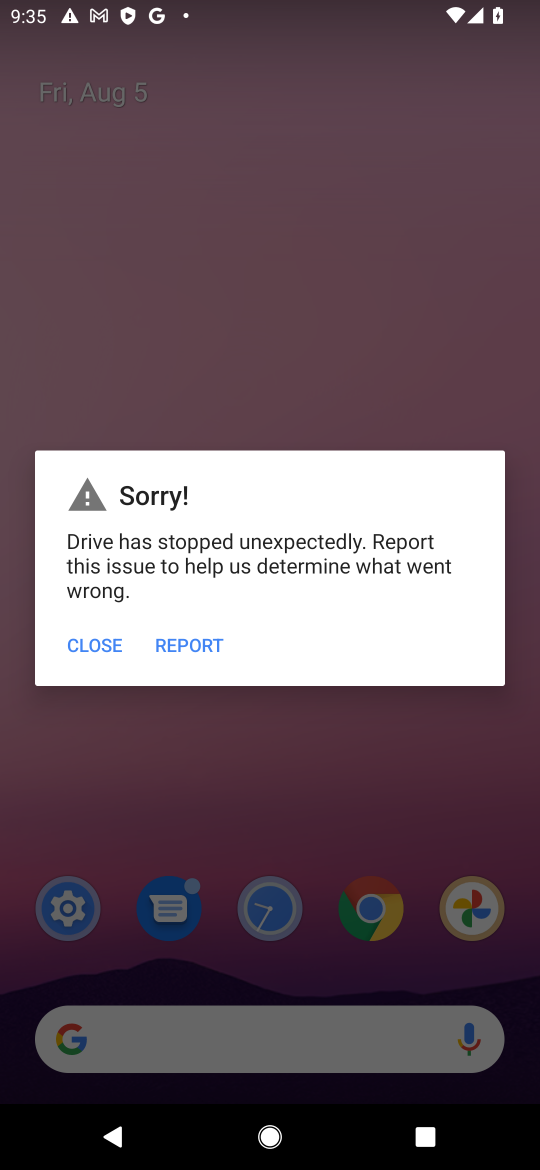 9:35
Fri, Aug 5
Sorry!
Drive has stopped unexpectedly. Report
this issue to help us determine what went
wrong.
CLOSE REPORT